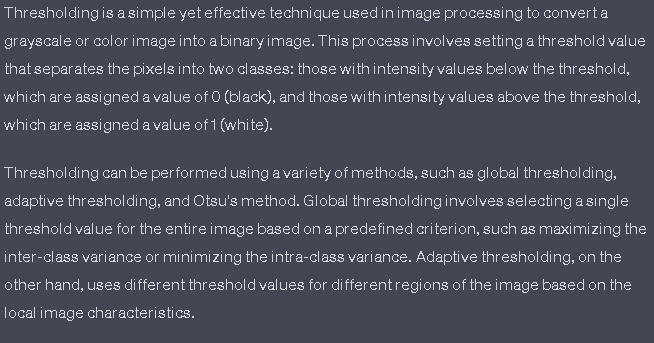 Thresholding is a simple yet effective technique used in image processing to convert a
grayscale or color image into a binary image. This process involves setting a threshold value
that separates the pixels into two classes: those with intensity values below the threshold,
which are assigned a value of 0 (black), and those with intensity values above the threshold,
which are assigned a value of 1 (white).
Thresholding can be performed using a variety of methods, such as global thresholding,
adaptive thresholding, and Otsu's method. Global thresholding involves selecting a single
threshold value for the entire image based on a predefined criterion, such as maximizing the
inter-class variance or minimizing the intra-class variance. Adaptive thresholding, on the
other hand, uses different threshold values for different regions of the image based on the
local image characteristics.